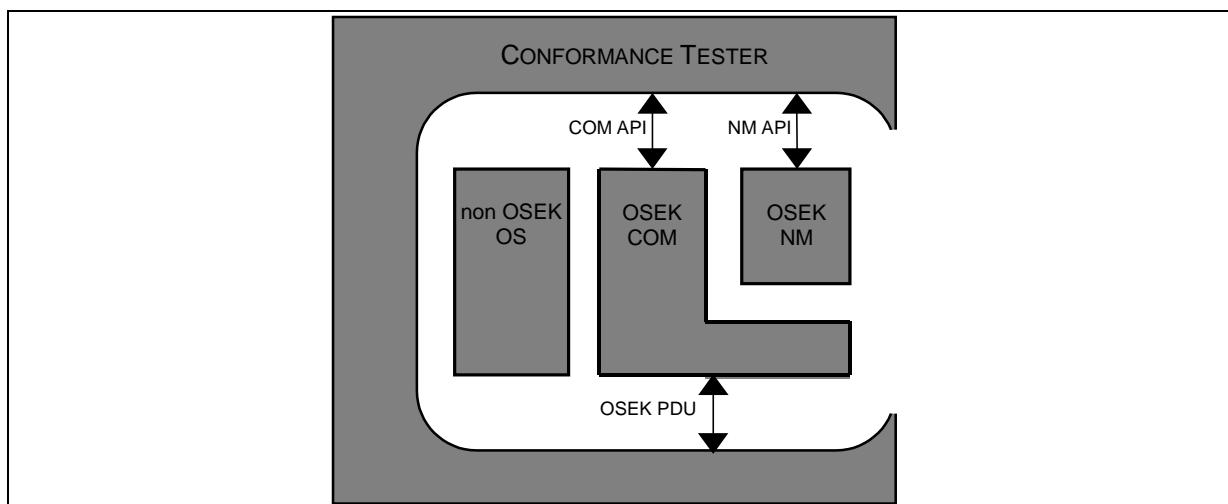 CONFORMANCE TESTER
COM API
NM API
non OSEK
OS
OSEK
COM
OSEK
NM
OSEK PDU